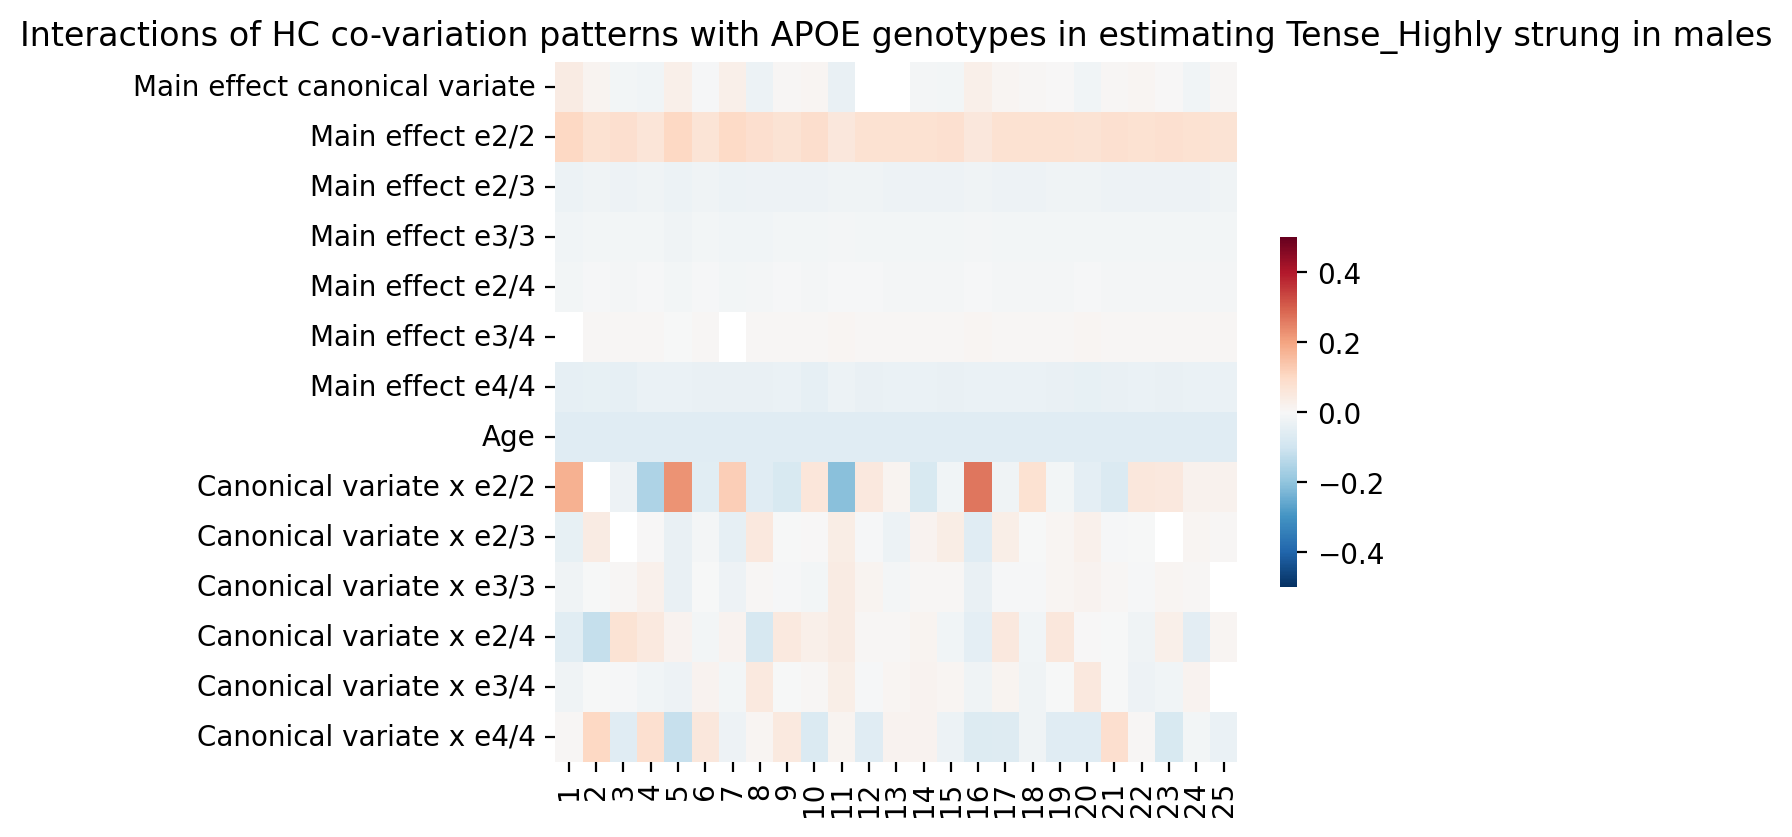 Interactions of HC co-variation patterns with APOE genotypes in estimating Tense_Highly strung in males
Main effect canonical variate
Main effect e2/2
Main effect e2/3
Main effect e3/3
Main effect e2/4
Main effect e3/4
Main effect e4/4
Age
Canonical variate x e2/2
Canonical variate x e2/3
Canonical variate x e3/3
Canonical variate x e2/4
Canonical variate x e3/4
Canonical variate x e4/4
1 2 3 4 5 6 7 8 9 10 11 12 13 14 15 16 17 18 19 20 21 22 23 24 25
0.4
0.2
0.0
−0.2
−0.4